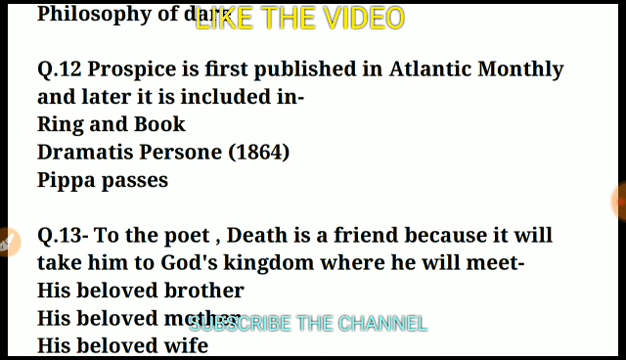 Philosophy of dark
LIKE THE VIDEO
Q.12 Prospice is first published in Atlantic Monthly
and later it is included in-
Ring and Book
Dramatis Persone (1864)
Pippa passes
Q.13- To the poet , Death is a friend because it will
take him to God's kingdom where he will meet-
His beloved brother
His beloved mother
SUBSCRIBE THE CHANNEL
His beloved wife